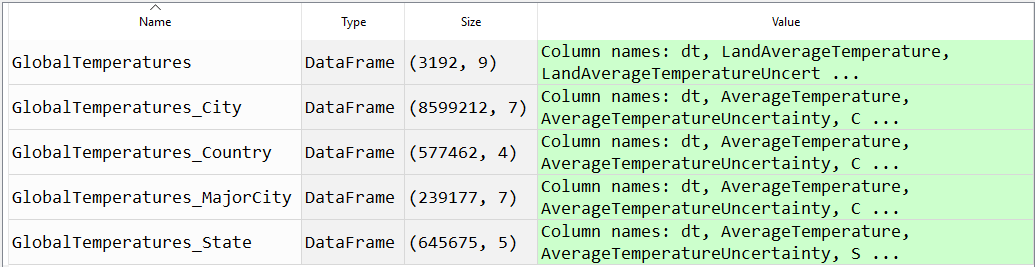 Name Type Size Value
GlobalTemperatures DataFrame (3192, 9) Column names: dt, LandAverageTemperature,
LandAverageTemperatureUncert ...
GlobalTemperatures_City DataFrame (8599212, 7) Column names: dt, AverageTemperature,
AverageTemperatureUncertainty, C ...
GlobalTemperatures_Country DataFrame (577462, 4) Column names: dt, AverageTemperature,
AverageTemperatureUncertainty, C ...
GlobalTemperatures_MajorCity DataFrame (239177, 7) Column names: dt, AverageTemperature,
AverageTemperatureUncertainty, C ...
GlobalTemperatures_State DataFrame (645675, 5) Column names: dt, AverageTemperature,
AverageTemperatureUncertainty, S ...